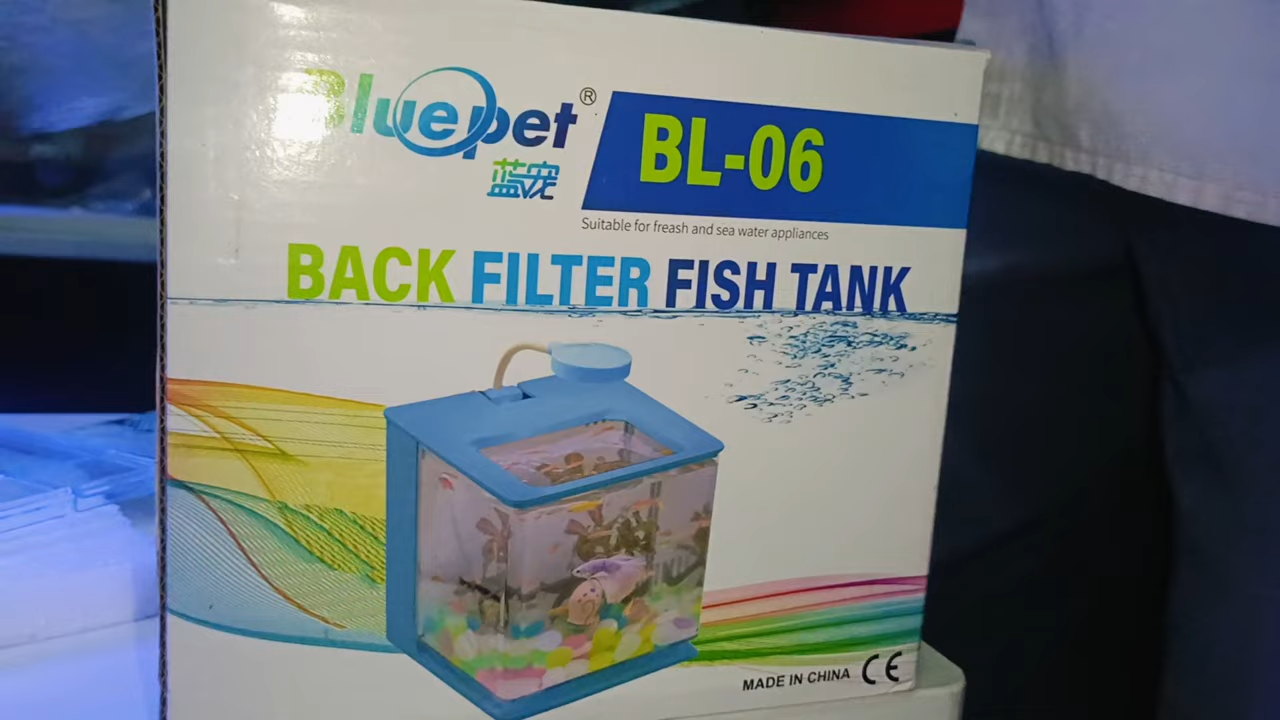 Bluepet®
蓝宠
BL-06
Suitable for freash and sea water appliances
BACK FILTER FISH TANK
MADE IN CHINA CE